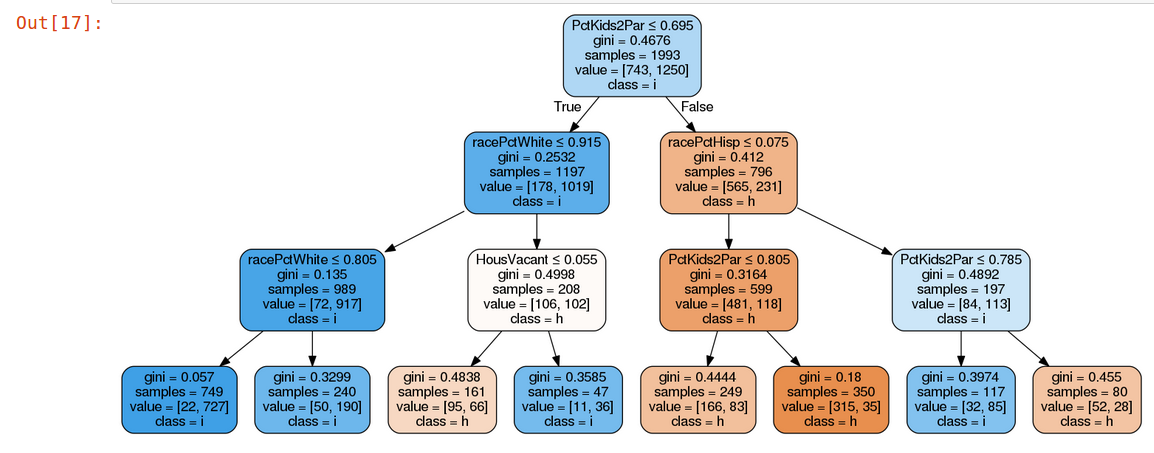 Out[17]:
PctKids2Par ≤ 0.695
gini = 0.4676
samples = 1993
value = [743, 1250]
class = i
True
False
racePctWhite ≤ 0.915
gini = 0.2532
samples = 1197
value = [178, 1019]
class = i
racePctHisp ≤ 0.075
gini = 0.412
samples = 796
value = [565, 231]
class = h
racePctWhite ≤ 0.805
gini = 0.135
samples = 989
value = [72, 917]
class = i
HousVacant ≤ 0.055
gini = 0.4998
samples = 208
value = [106, 102]
class = h
PctKids2Par ≤ 0.805
gini = 0.3164
samples = 599
value = [481, 118]
class = h
PctKids2Par ≤ 0.785
gini = 0.4892
samples = 197
value = [84, 113]
class = i
gini = 0.057
samples = 749
value = [22, 727]
class = i
gini = 0.3299
samples = 240
value = [50, 190]
class = i
gini = 0.4838
samples = 161
value = [95, 66]
class = h
gini = 0.3585
samples = 47
value = [11, 36]
class = i
gini = 0.4444
samples = 249
value = [166, 83]
class = h
gini = 0.18
samples = 350
value = [315, 35]
class = h
gini = 0.3974
samples = 117
value = [32, 85]
class = i
gini = 0.455
samples = 80
value = [52, 28]
class = h